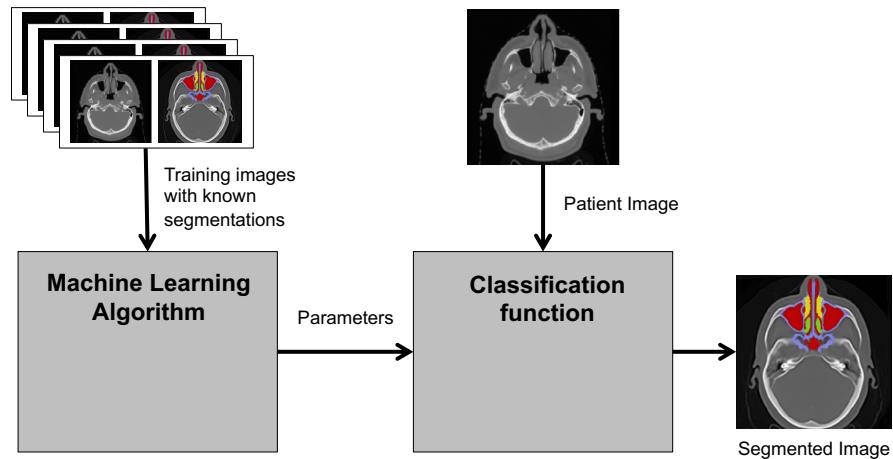 Training images
with known
segmentations
Patient Image
Machine Learning
Algorithm
Parameters
Classification
function
Segmented Image